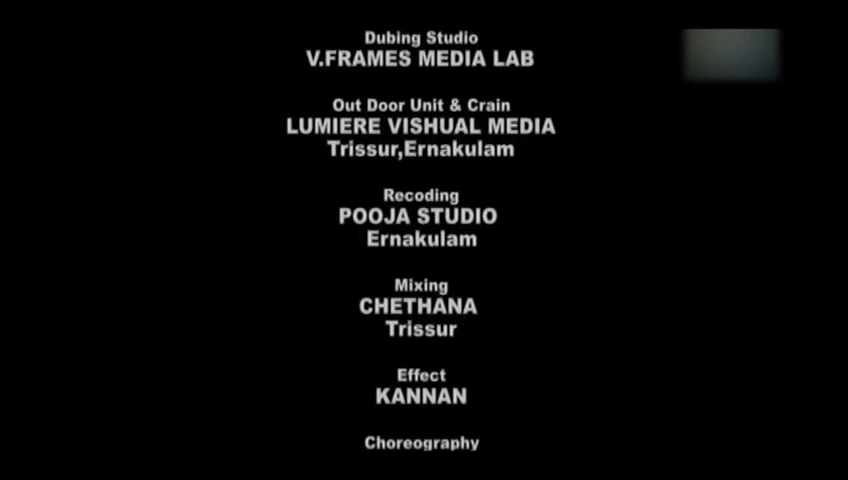 Dubing Studio
V.FRAMES MEDIA LAB
Out Door Unit & Crain
LUMIERE VISHUAL MEDIA
Trissur,Ernakulam
Recoding
POOJA STUDIO
Ernakulam
Mixing
CHETHANA
Trissur
Effect
KANNAN
Choreography